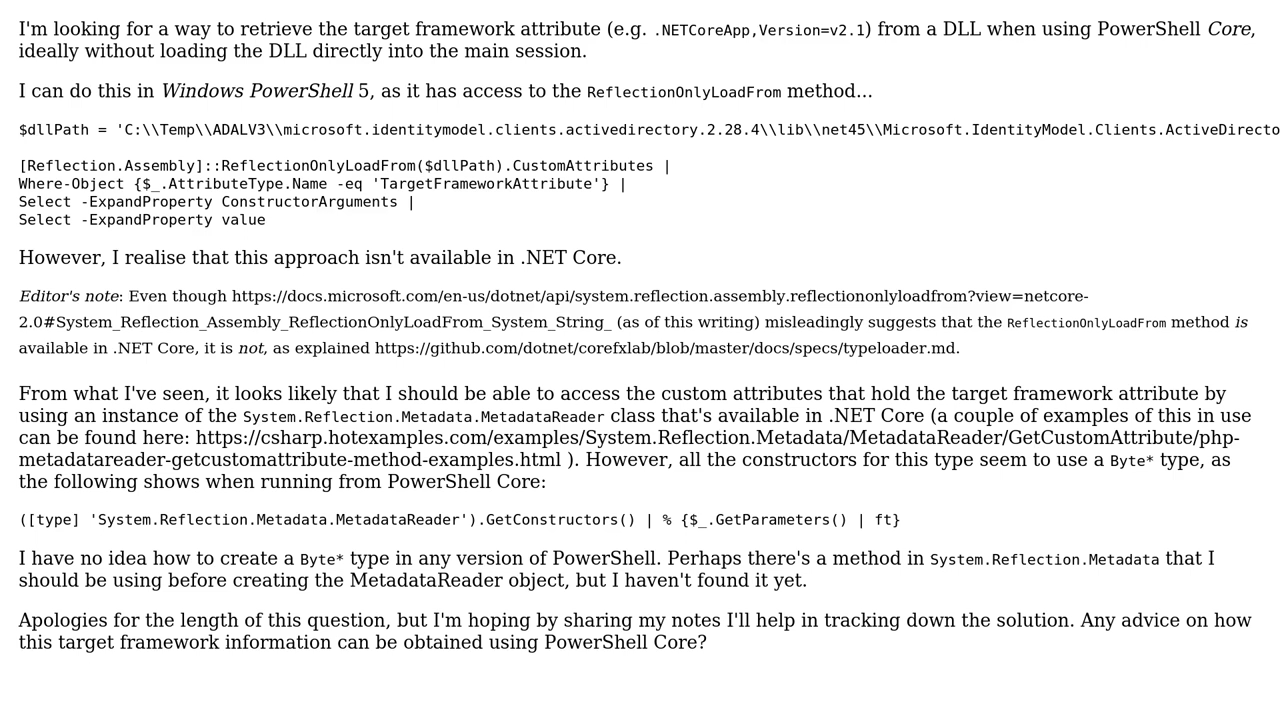 I'm looking for a way to retrieve the target framework attribute (e.g. .NETCoreApp,Version=v2.1) from a DLL when using PowerShell Core,
ideally without loading the DLL directly into the main session.
I can do this in Windows PowerShell 5, as it has access to the ReflectionOnlyLoadFrom method...
$dllPath = 'C:\\Temp\\ADALV3\\microsoft.identitymodel.clients.activedirectory.2.28.4\\lib\\net45\\Microsoft.IdentityModel.Clients.ActiveDirecto
[Reflection.Assembly]::ReflectionOnlyLoadFrom($dllPath).CustomAttributes |
Where-Object {$_.AttributeType.Name -eq 'TargetFrameworkAttribute'} |
Select -ExpandProperty ConstructorArguments |
Select -ExpandProperty value
However, I realise that this approach isn't available in .NET Core.
Editor's note: Even though https://docs.microsoft.com/en-us/dotnet/api/system.reflection.assembly.reflectiononlyloadfrom?view=netcore-
2.0#System_Reflection_Assembly_ReflectionOnlyLoadFrom_System_String_ (as of this writing) misleadingly suggests that the ReflectionOnlyLoadFrom method is
available in .NET Core, it is not, as explained https://github.com/dotnet/corefxlab/blob/master/docs/specs/typeloader.md.
From what I've seen, it looks likely that I should be able to access the custom attributes that hold the target framework attribute by
using an instance of the System.Reflection.Metadata.MetadataReader class that's available in .NET Core (a couple of examples of this in use
can be found here: https://csharp.hotexamples.com/examples/System.Reflection.Metadata/MetadataReader/GetCustomAttribute/php-
metadatareader-getcustomattribute-method-examples.html ). However, all the constructors for this type seem to use a Byte* type, as
the following shows when running from PowerShell Core:
([type] 'System.Reflection.Metadata.MetadataReader').GetConstructors() | % {$_.GetParameters() | ft}
I have no idea how to create a Byte* type in any version of PowerShell. Perhaps there's a method in System.Reflection.Metadata that I
should be using before creating the MetadataReader object, but I haven't found it yet.
Apologies for the length of this question, but I'm hoping by sharing my notes I'll help in tracking down the solution. Any advice on how
this target framework information can be obtained using PowerShell Core?